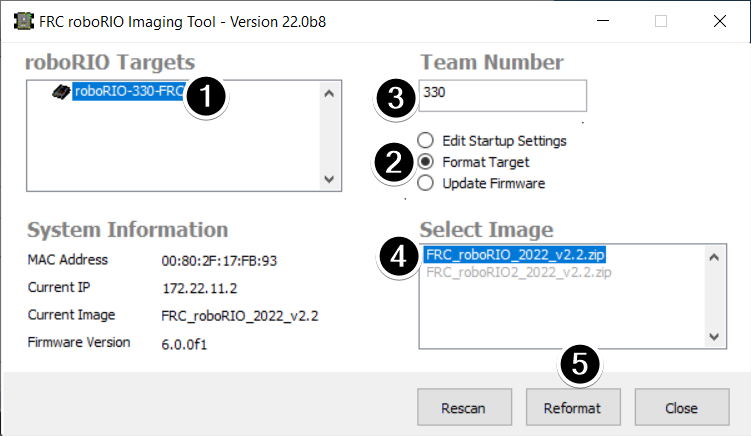 FRC roboRIO Imaging Tool - Version 22.0b8
roboRIO Targets
roboRIO-330-FRC
1
Team Number
3
330
Edit Startup Settings
2
Format Target
Update Firmware
System Information
MAC Address 00:80:2F:17:FB:93
Current IP 172.22.11.2
Current Image FRC_roboRIO_2022_v2.2
Firmware Version 6.0.0f1
Select Image
4
FRC_roboRIO_2022_v2.2.zip
FRC_roboRIO2_2022_v2.2.zip
5
Rescan
Reformat
Close